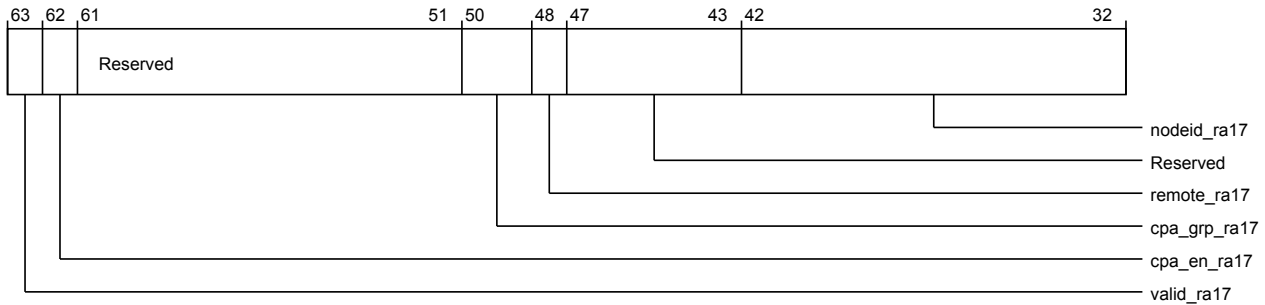 63 62 61 51 50 48 47 43 42 32
Reserved
nodeid_ra17
Reserved
remote_ra17
cpa_grp_ra17
cpa_en_ra17
valid_ra17